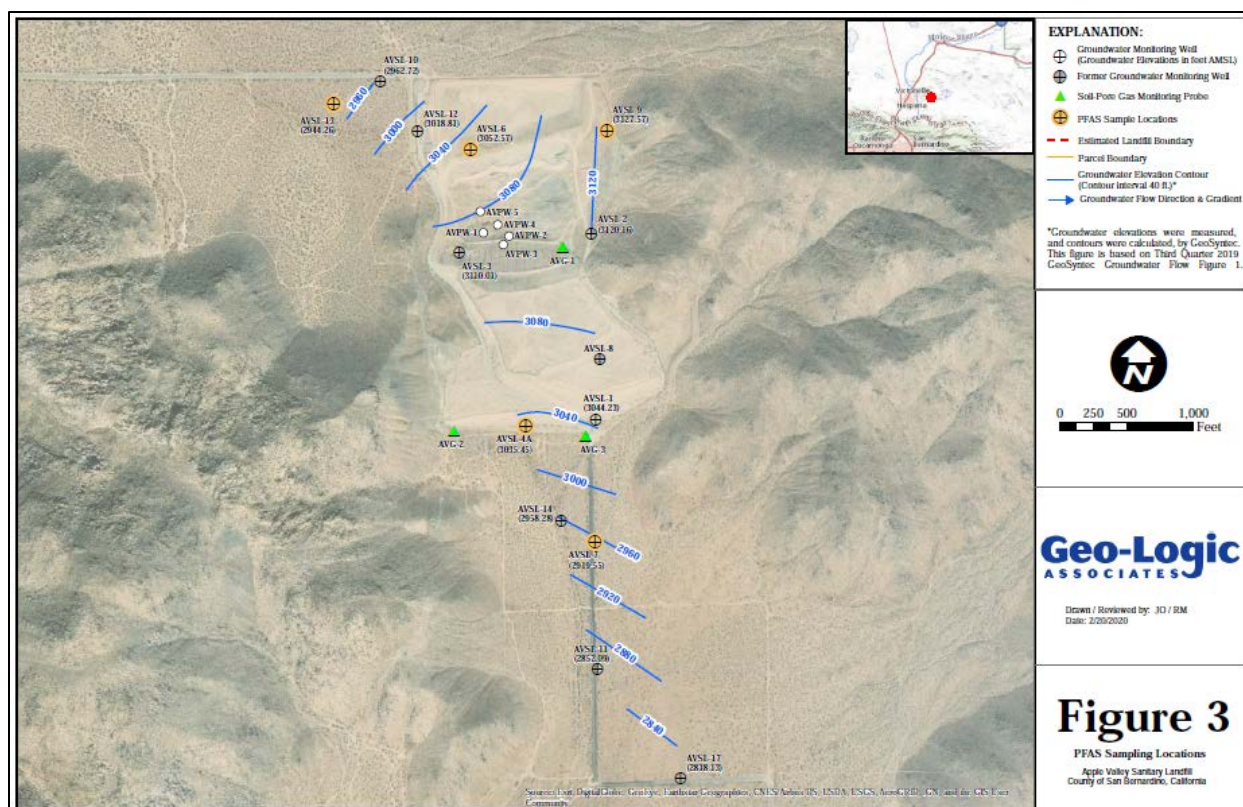 AVSL-10
(2962.72)
2960
AVSL-13
(2944.26)
3000
AVSL-12
(3018.81)
3040
AVSL-6
(3052.57)
AVSL-9
(3127.57)
3080
3120
AVPW-5
AVPW-4
AVPW-1
AVPW-2
AVPW-3
AVSL-2
(3120.16)
AVSL-3
(3110.01)
AVG-1
3080
AVSL-8
AVSL-1
(3044.23)
3040
AVG-2
AVSL-4A
(3035.45)
AVG-3
3000
AVSL-14
(2958.28)
2960
AVSL-7
2920
AVSL-11
(2852.09)
2880
2840
AVSL-17
Community
Victorville
Hesperia
San
Bernardino
EXPLANATION:
Groundwater Monitoring Well
(Groundwater Elevations in feet AMSL)
Former Groundwater Monitoring Well
Soil-Pore Gas Monitoring Probe
PFAS Sample Locations
Estimated Landfill Boundary
Parcel Boundary
Groundwater Elevation Contour
(Contour interval 40 ft.)*
Groundwater Flow Direction & Gradient
*Groundwater elevations were measured,
and contours were calculated, by GeoSyntec.
This figure is based on Third Quarter 2019
GeoSyntec Groundwater Flow Figure 1.
N
0 250 500 1,000
Feet
Geo-Logic
ASSOCIATES
Drawn / Reviewed by: JO / RM
Date: 2/20/2020
Figure 3
PFAS Sampling Locations
Apple Valley Sanitary Landfill
County of San Bernardino, California